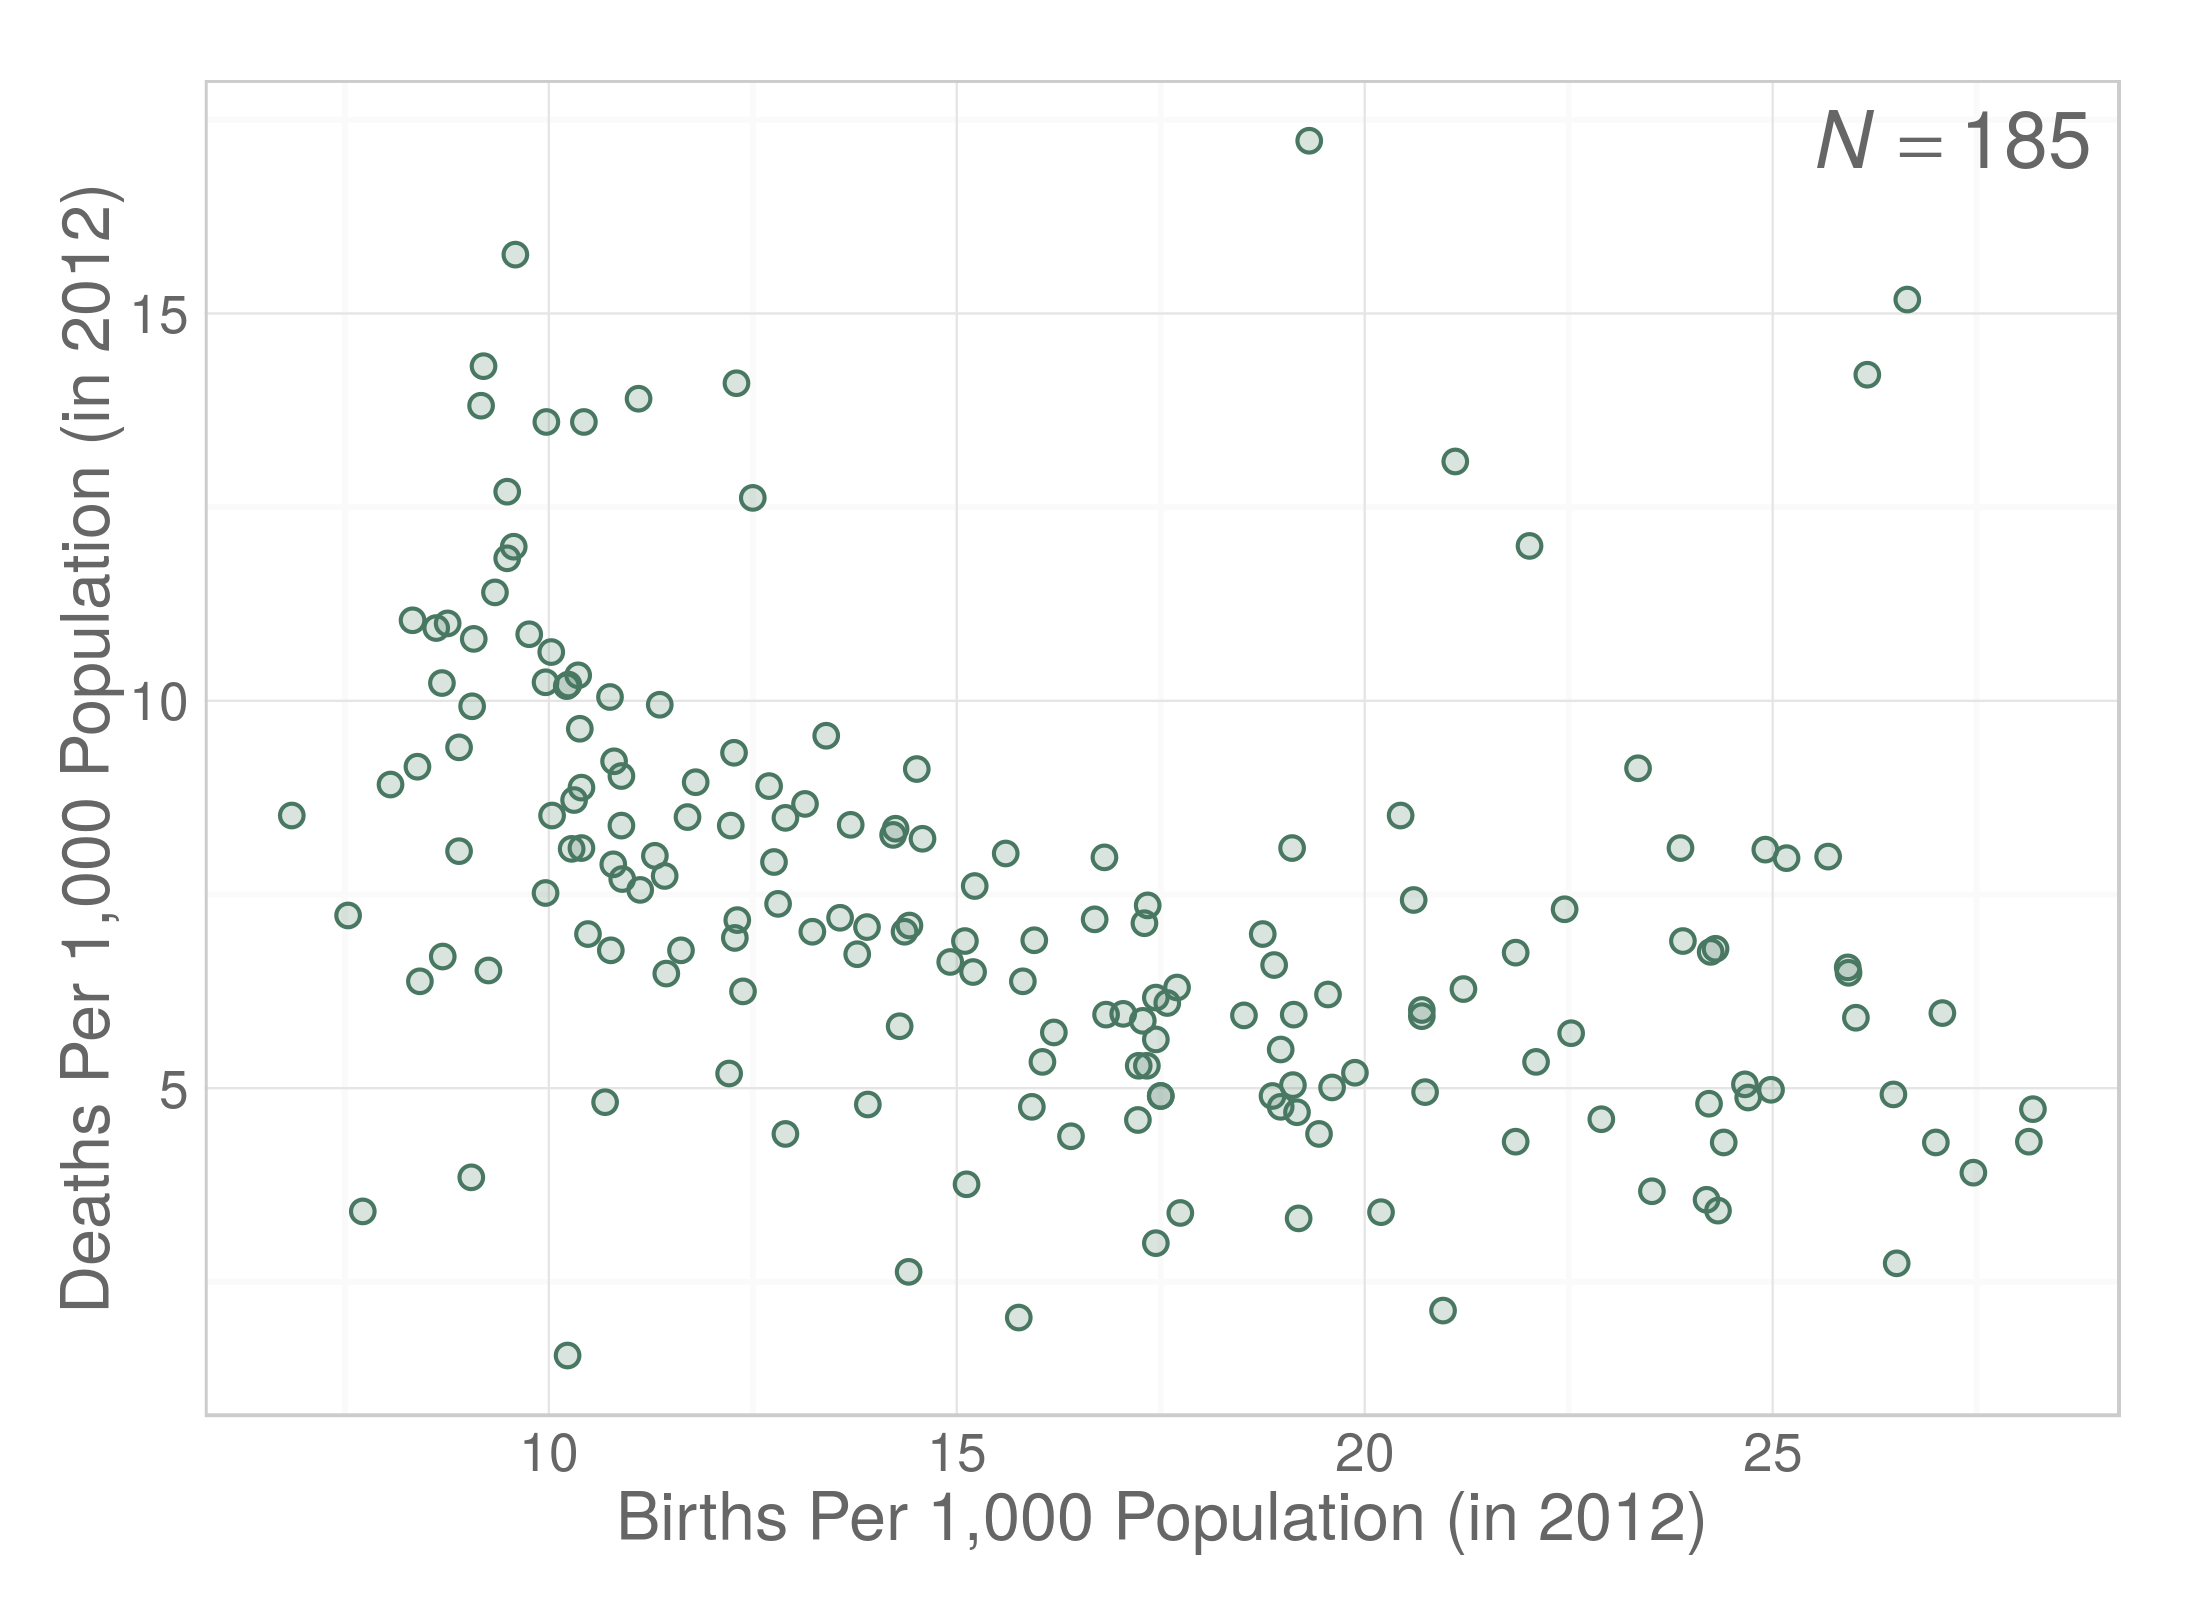 N = 185
Deaths Per 1,000 Population (in 2012)
15
10
5
10 15 20 25
Births Per 1,000 Population (in 2012)